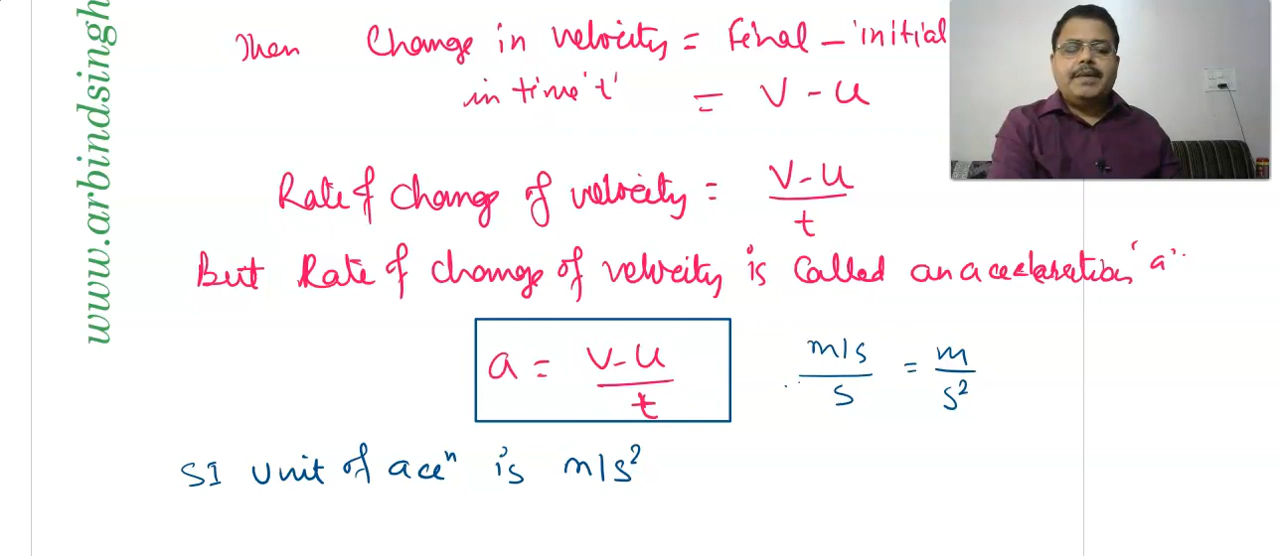 www.arbindsingh
Then Change in velocity = Final - initial
in time 't' = V - u
Rate of change of velocity = V - u / t
But Rate of change of velocity is called an acceleration 'a'.
a = V - u / t
m/s / s = m / s²
SI unit of accⁿ is m/s²